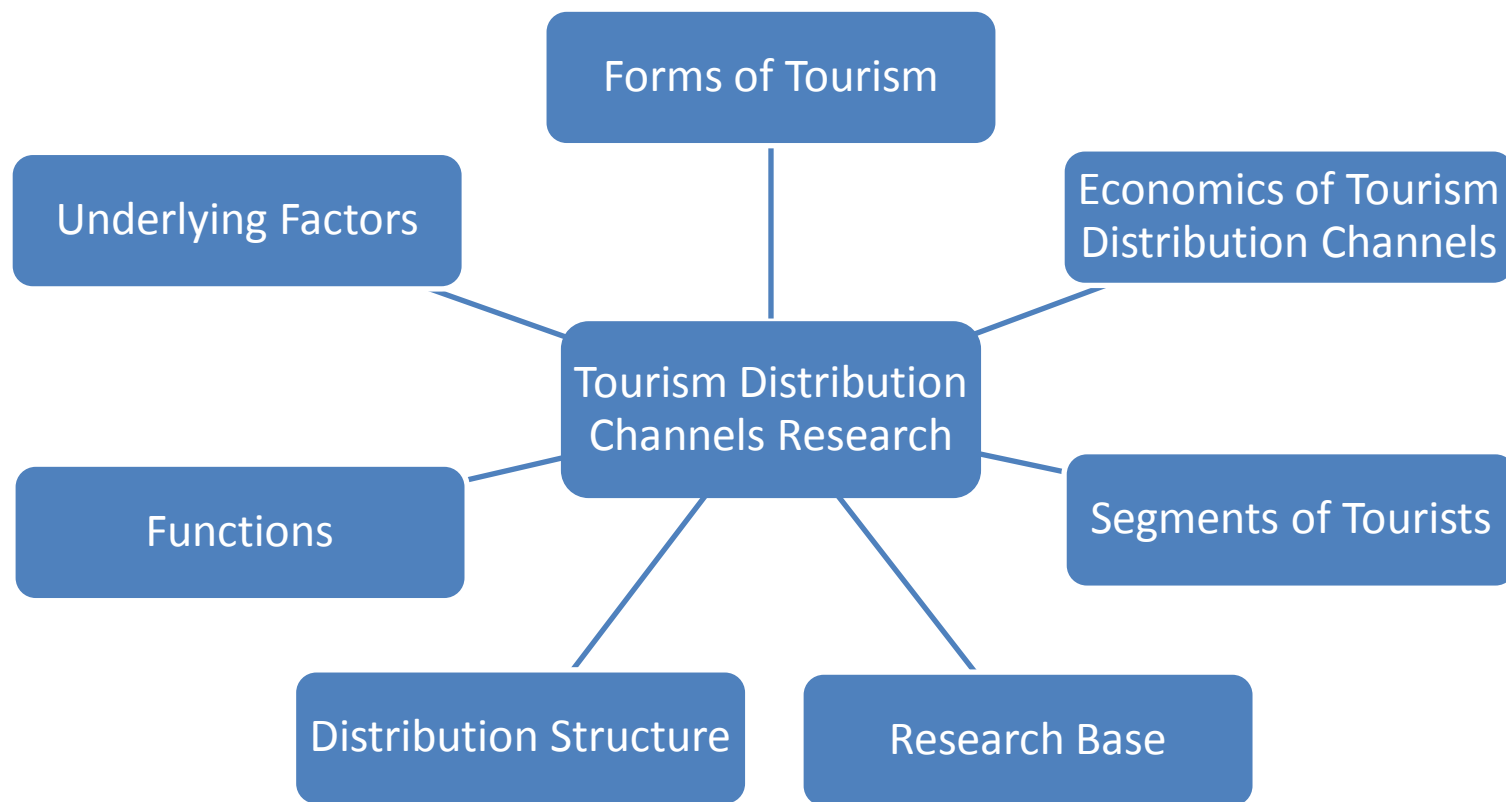 Forms of Tourism
Underlying Factors
Economics of Tourism
Distribution Channels
Tourism Distribution
Channels Research
Functions
Segments of Tourists
Distribution Structure
Research Base